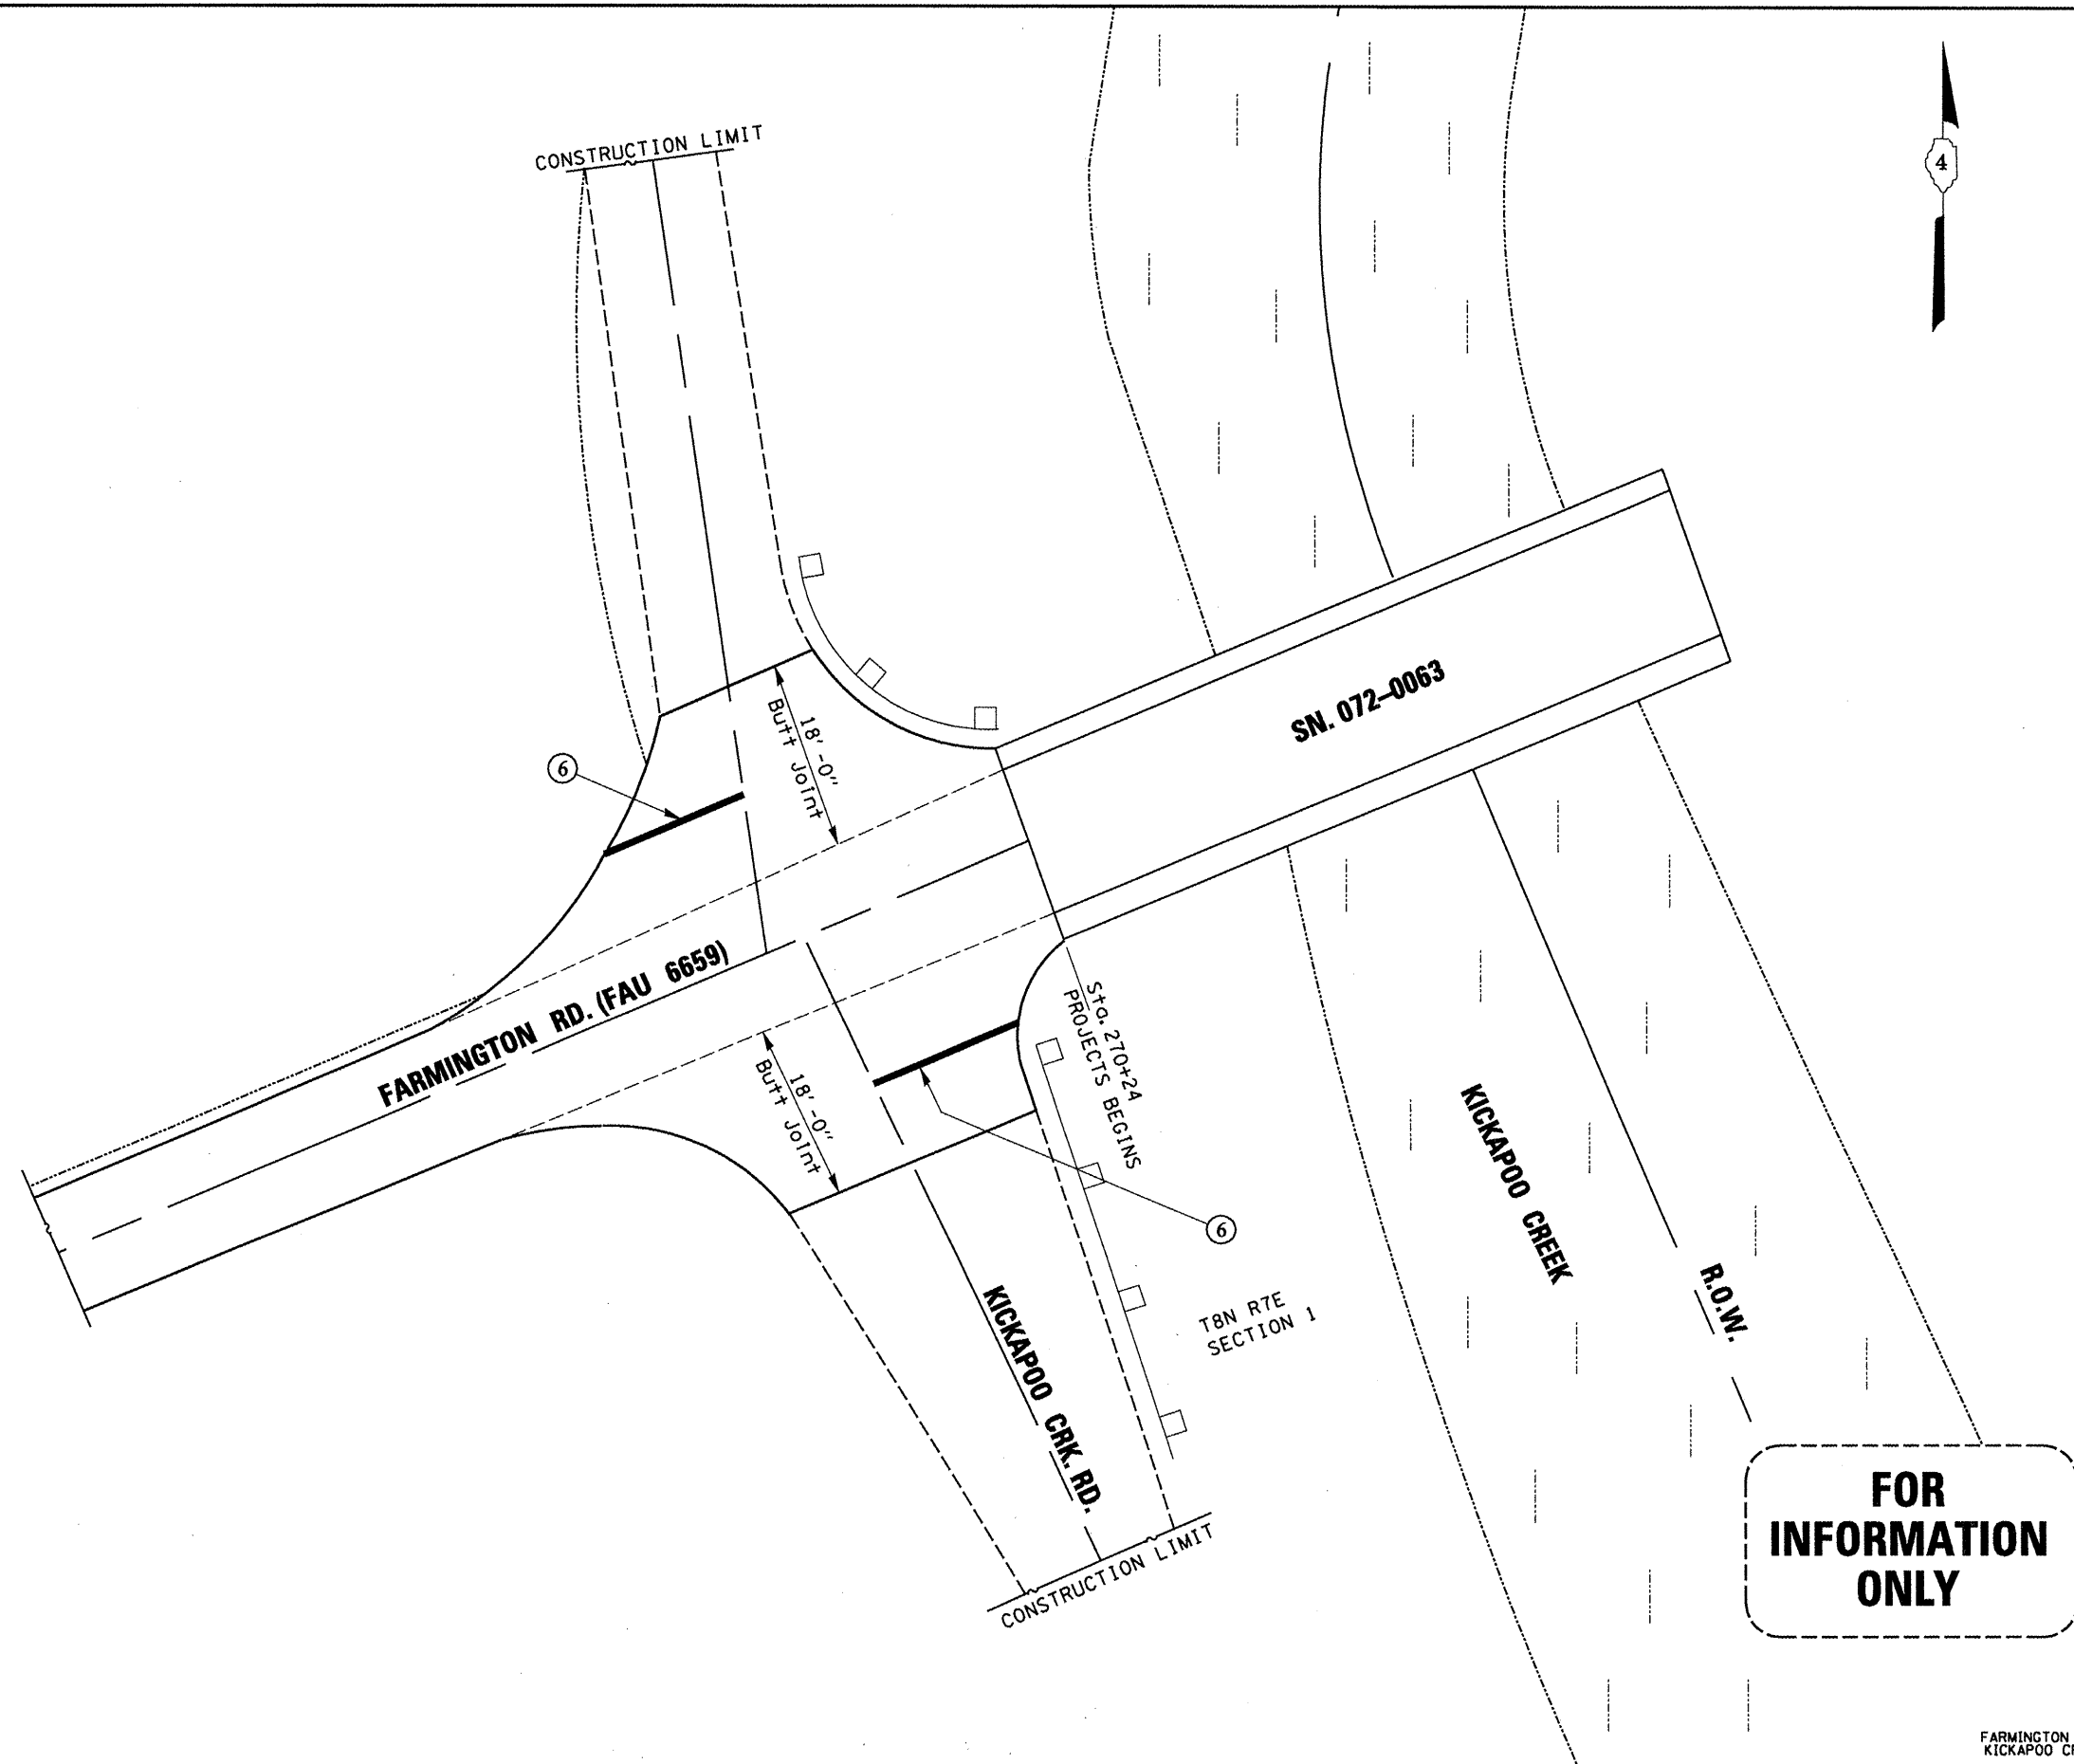 CONSTRUCTION LIMIT
4
6
18'-0"
Butt Joint
SN. 072-0063
FARMINGTON RD. (FAU 6659)
18'-0"
Butt Joint
Sta. 270+24
PROJECTS BEGINS
6
KICKAPOO CREEK
R.O.W.
T8N R7E
SECTION 1
KICKAPOO CRK. RD.
CONSTRUCTION LIMIT
FOR
INFORMATION
ONLY
FARMINGTON
KICKAPOO